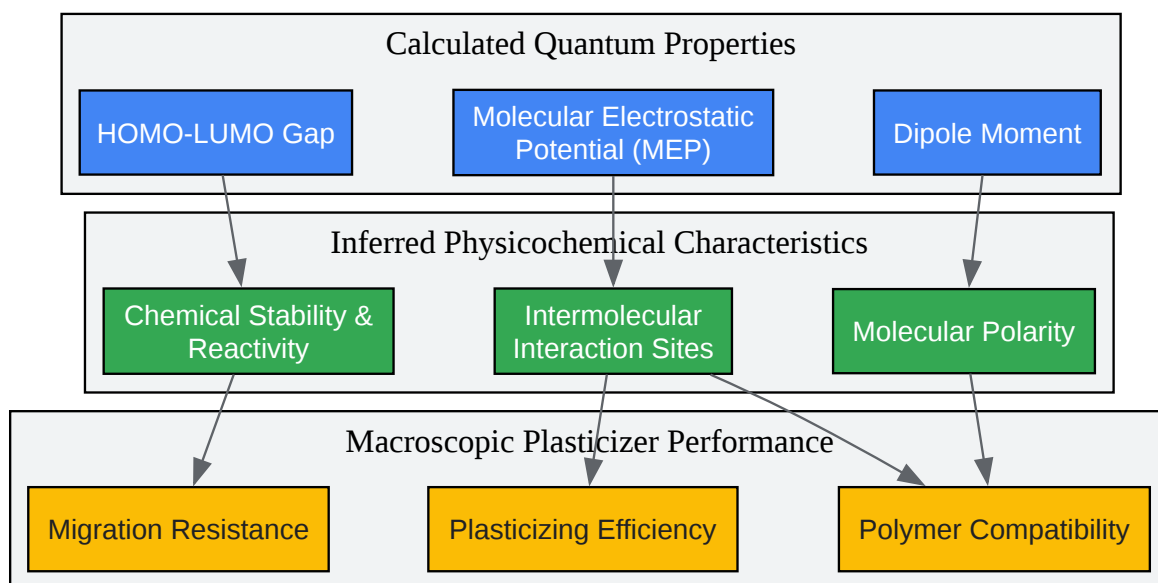 Calculated Quantum Properties
HOMO-LUMO Gap
Molecular Electrostatic
Potential (MEP)
Dipole Moment
Inferred Physicochemical Characteristics
Chemical Stability &
Reactivity
Intermolecular
Interaction Sites
Molecular Polarity
Macroscopic Plasticizer Performance
Migration Resistance
Plasticizing Efficiency
Polymer Compatibility